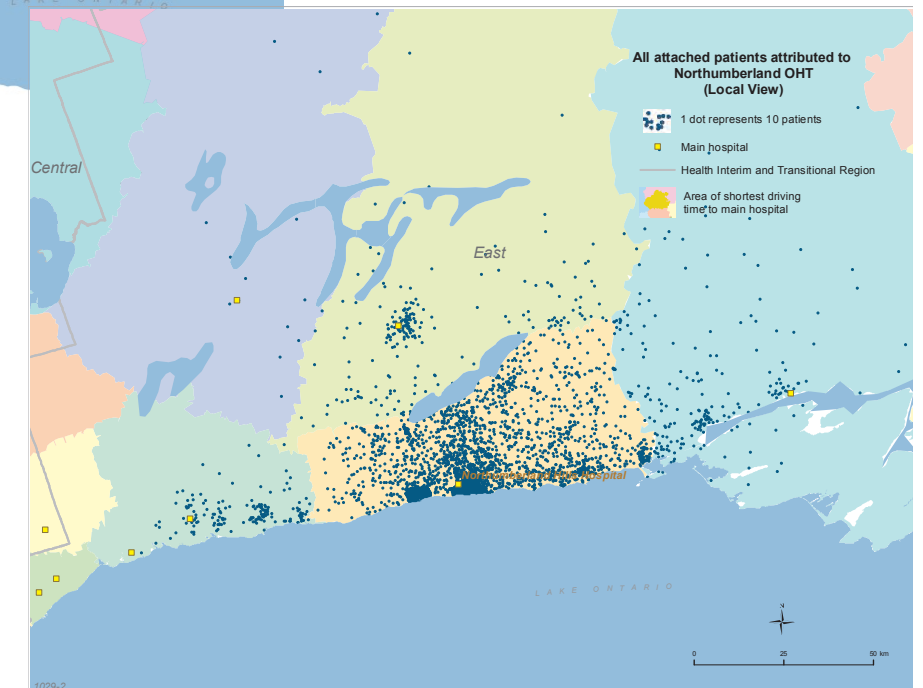 LAKE ONTARIO
All attached patients attributed to
Northumberland OHT
(Local View)
1 dot represents 10 patients
Main hospital
Health Interim and Transitional Region
Area of shortest driving
time to main hospital
Central
East
Northumberland Hills Hospital
LAKE ONTARIO
N
0 25 50 km
1029-2